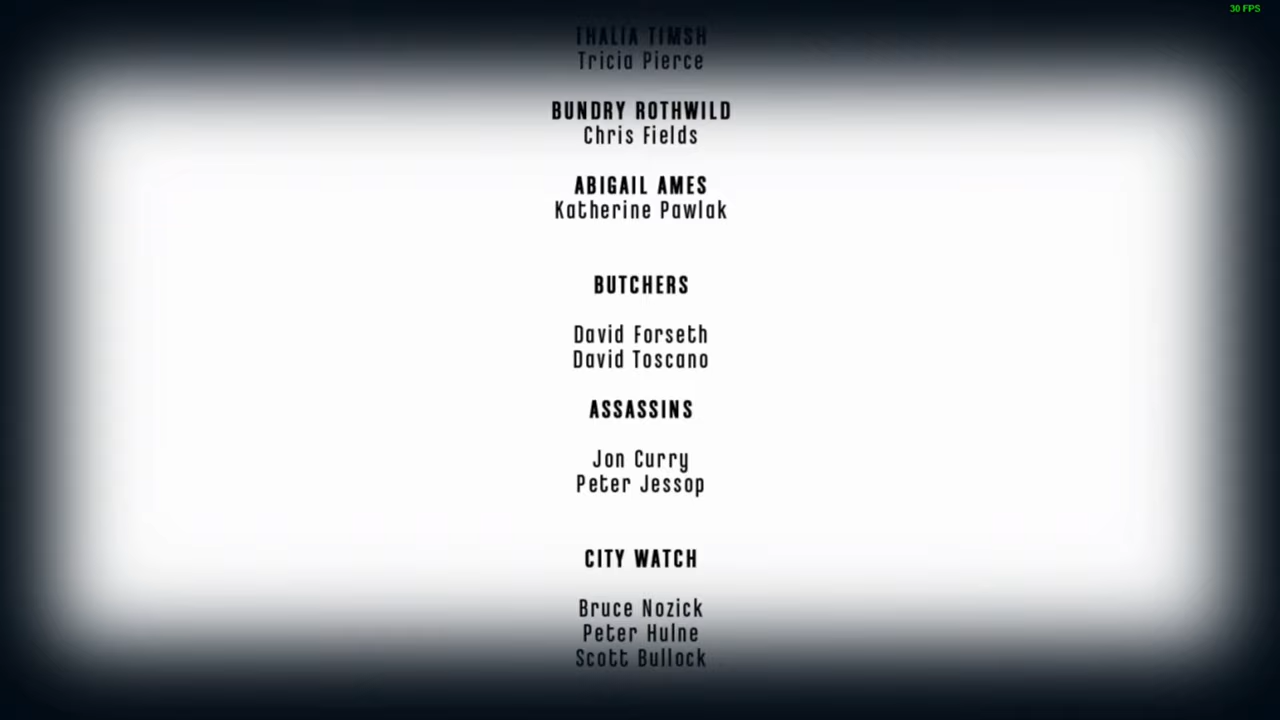 30 FPS
THALIA TIMSH
Tricia Pierce
BUNDRY ROTHWILD
Chris Fields
ABIGAIL AMES
Katherine Pawlak
BUTCHERS
David Forseth
David Toscano
ASSASSINS
Jon Curry
Peter Jessop
CITY WATCH
Bruce Nozick
Peter Hulne
Scott Bullock